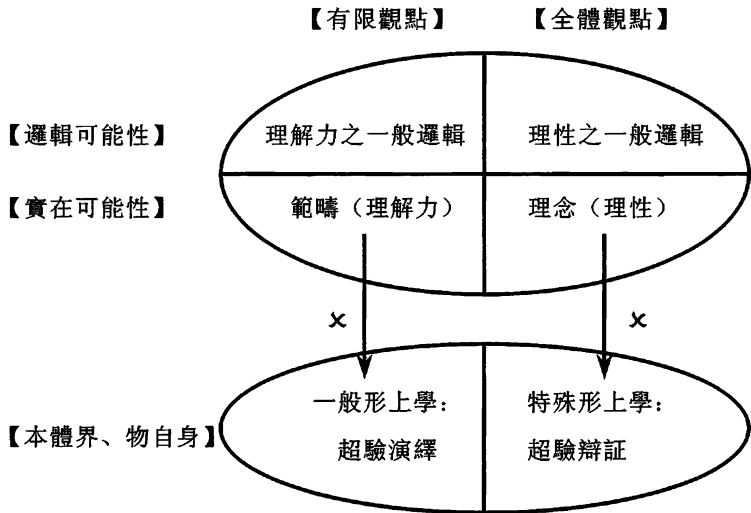 【有限觀點】 【全體觀點】
【邏輯可能性】 理解力之一般邏輯 理性之一般邏輯
【實在可能性】 範疇（理解力） 理念（理性）
× ×
一般形上學： 特殊形上學：
【本體界、物自身】 超驗演繹 超驗辯証